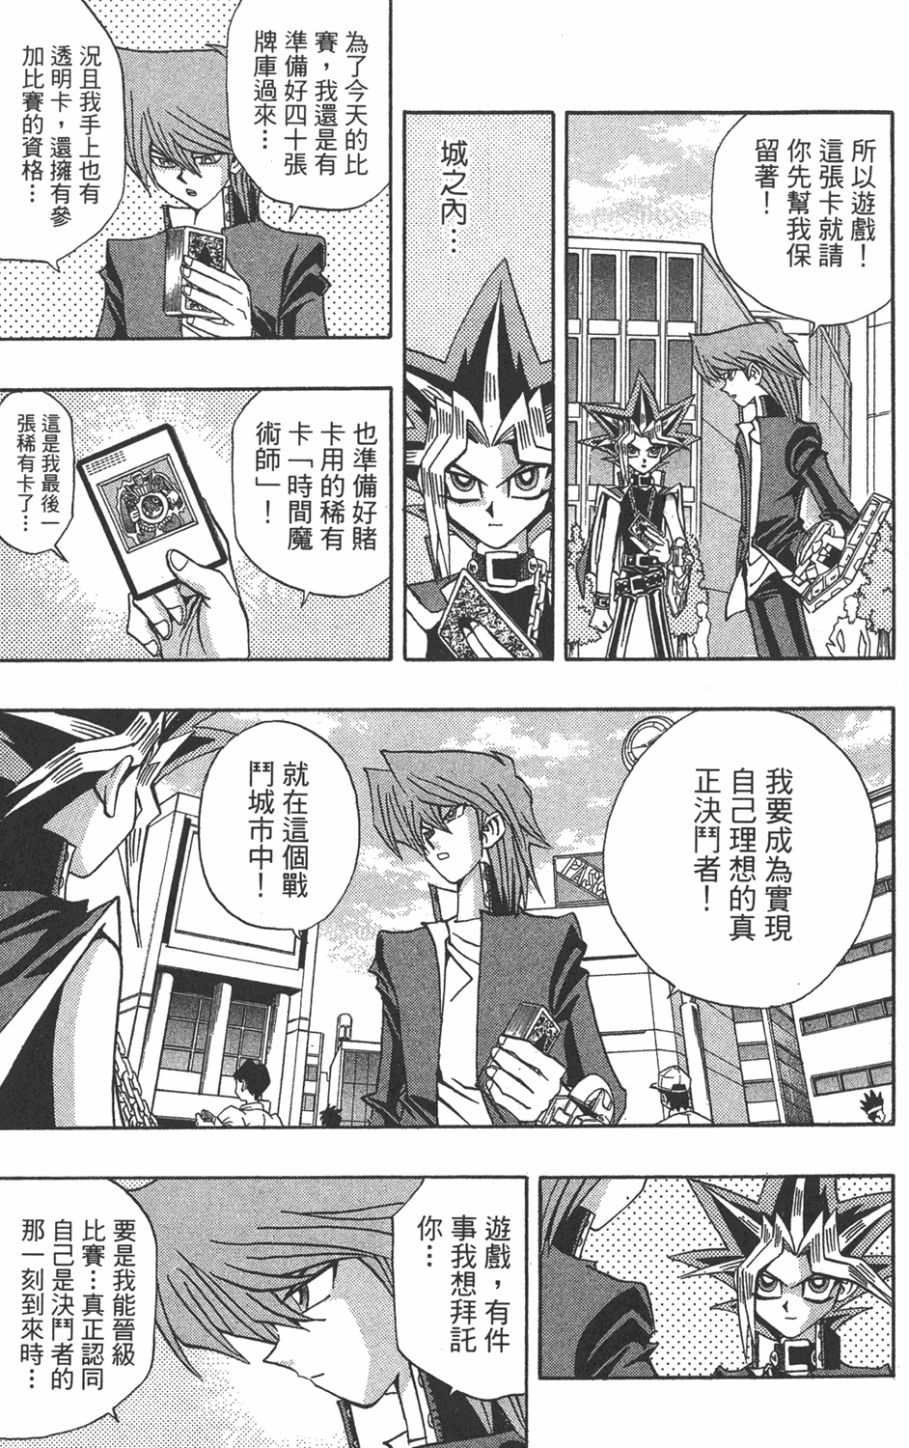 所以遊戲！
這張卡就請
你先幫我保
留著！
城之內…
為了今天的比
賽，我還是有
準備好四十張
牌庫過來…
況且我手上也有
透明卡，還擁有參
加比賽的資格…
也準備好賭
卡用的稀有
卡「時間魔
術師」！
這是我最後一
張稀有卡了…
我要成為實現
自己理想的真
正決鬥者！
就在這個戰
鬥城市中！
遊戲，有件
事我想拜託
你…
要是我能晉級
比賽…真正認同
自己是決鬥者的
那一刻到來時…